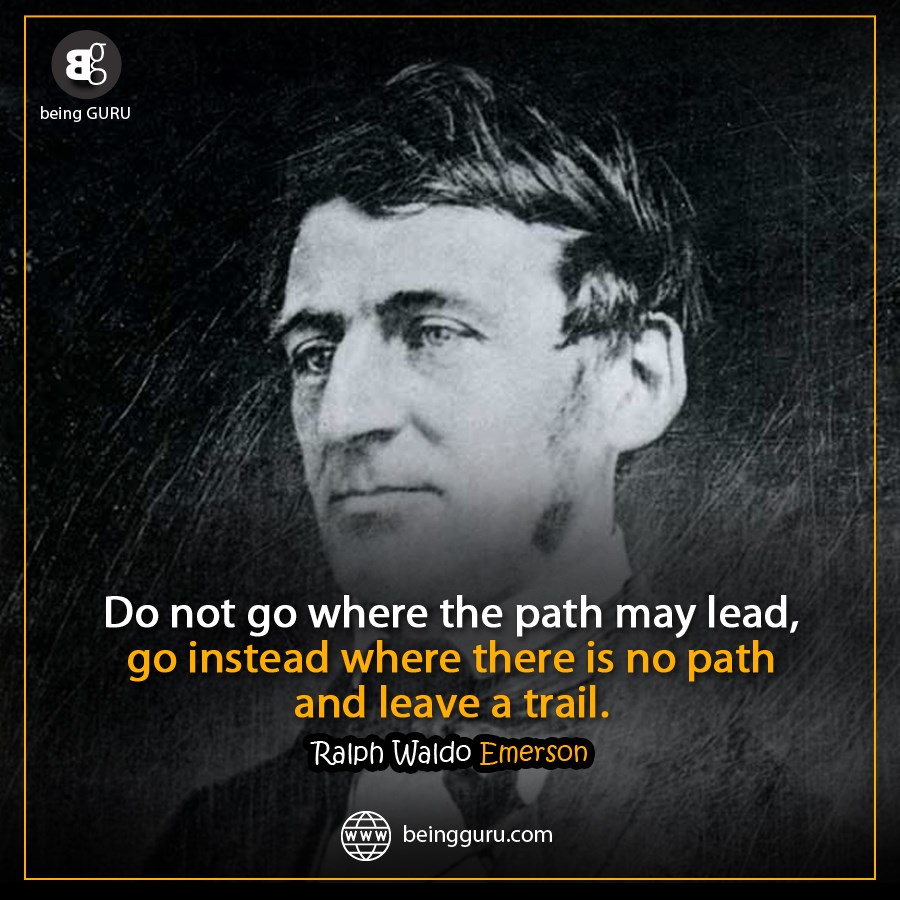 Bg
being GURU
Do not go where the path may lead,
go instead where there is no path
and leave a trail.
Ralph Waldo Emerson
www
beingguru.com